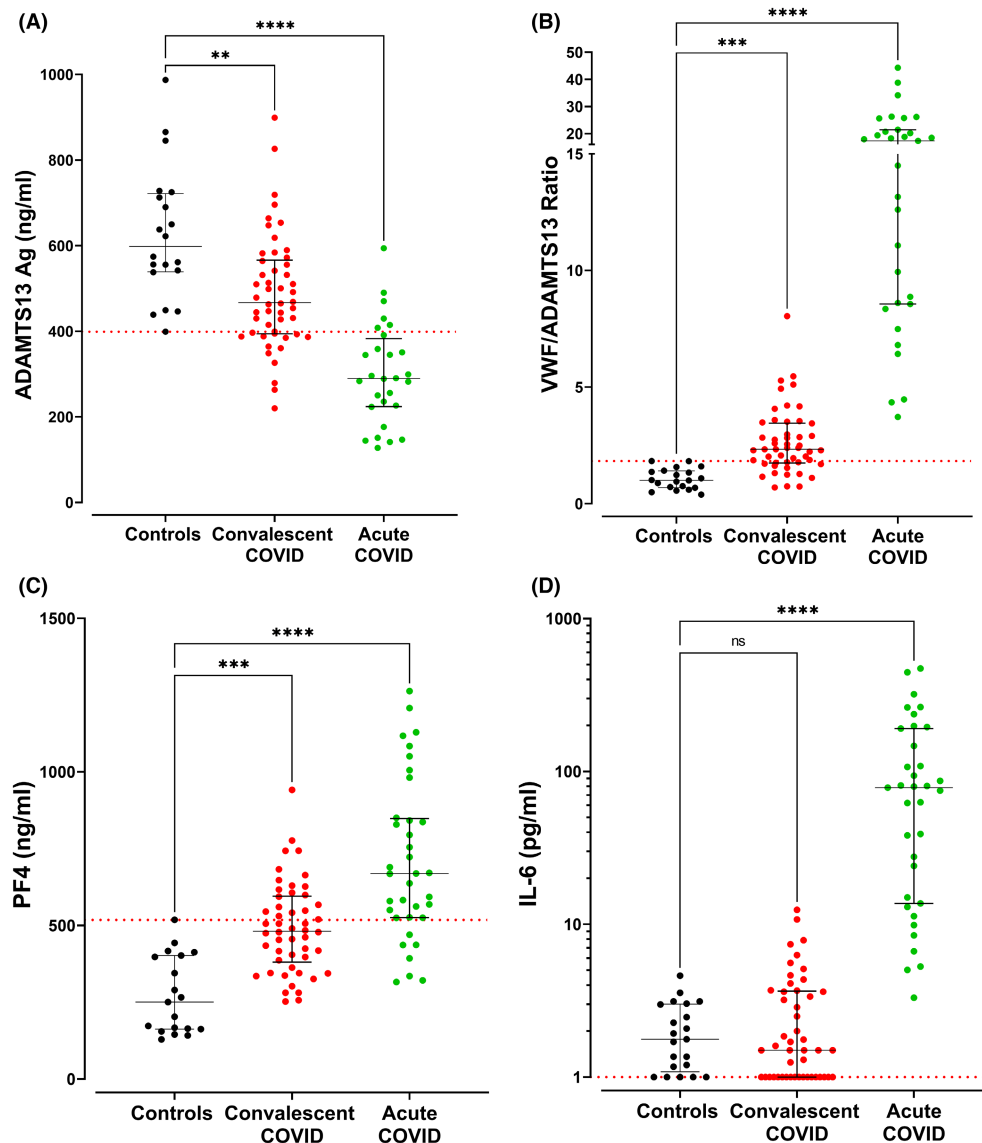 (A)
****
**
1000
800
600
400
200
0
ADAMTS13 Ag (ng/ml)
Controls
Convalescent
COVID
Acute
COVID
(B)
****
***
50
40
30
20
15
10
5
0
VWF/ADAMTS13 Ratio
Controls
Convalescent
COVID
Acute
COVID
(C)
1500
****
***
1000
500
0
PF4 (ng/ml)
Controls
Convalescent
COVID
Acute
COVID
(D)
1000
****
ns
100
10
1
IL-6 (pg/ml)
Controls
Convalescent
COVID
Acute
COVID